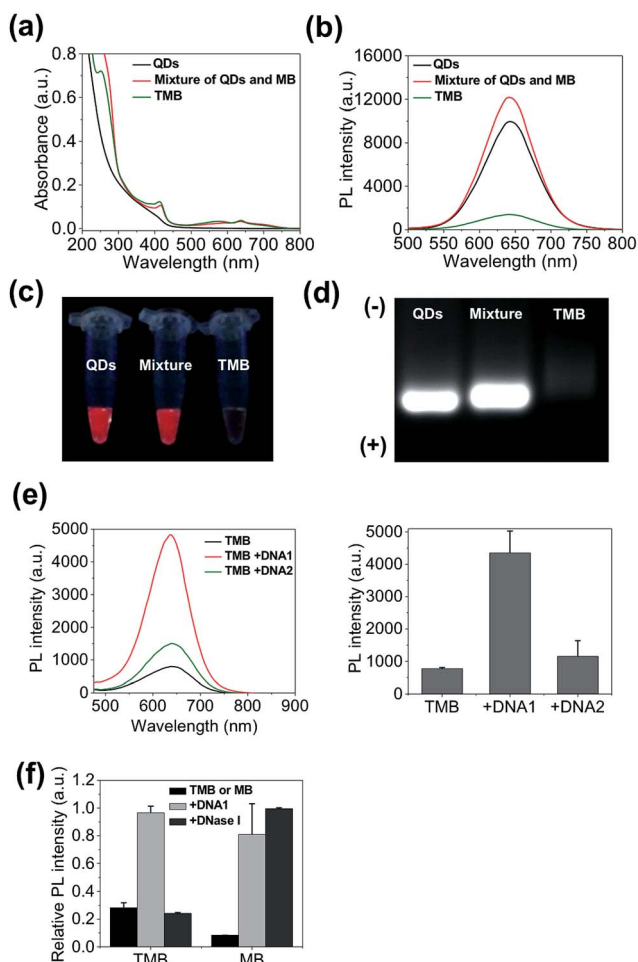 (a)
0.8
0.6
0.4
0.2
0.0
Absorbance (a.u.)
QDs
Mixture of QDs and MB
TMB
200 300 400 500 600 700 800
Wavelength (nm)
(b)
16000
12000
8000
4000
0
PL intensity (a.u.)
QDs
Mixture of QDs and MB
TMB
500 550 600 650 700 750 800
Wavelength (nm)
(c)
QDs Mixture TMB
(d)
(-)
(+)
QDs Mixture TMB
(e)
5000
4000
3000
2000
1000
0
PL intensity (a.u.)
TMB
TMB +DNA1
TMB +DNA2
500 600 700 800 900
Wavelength (nm)
5000
4000
3000
2000
1000
0
PL intensity (a.u.)
TMB +DNA1 +DNA2
(f)
1.2
1.0
0.8
0.6
0.4
0.2
0.0
Relative PL intensity (a.u.)
TMB or MB
+DNA1
+DNase I
TMB MB